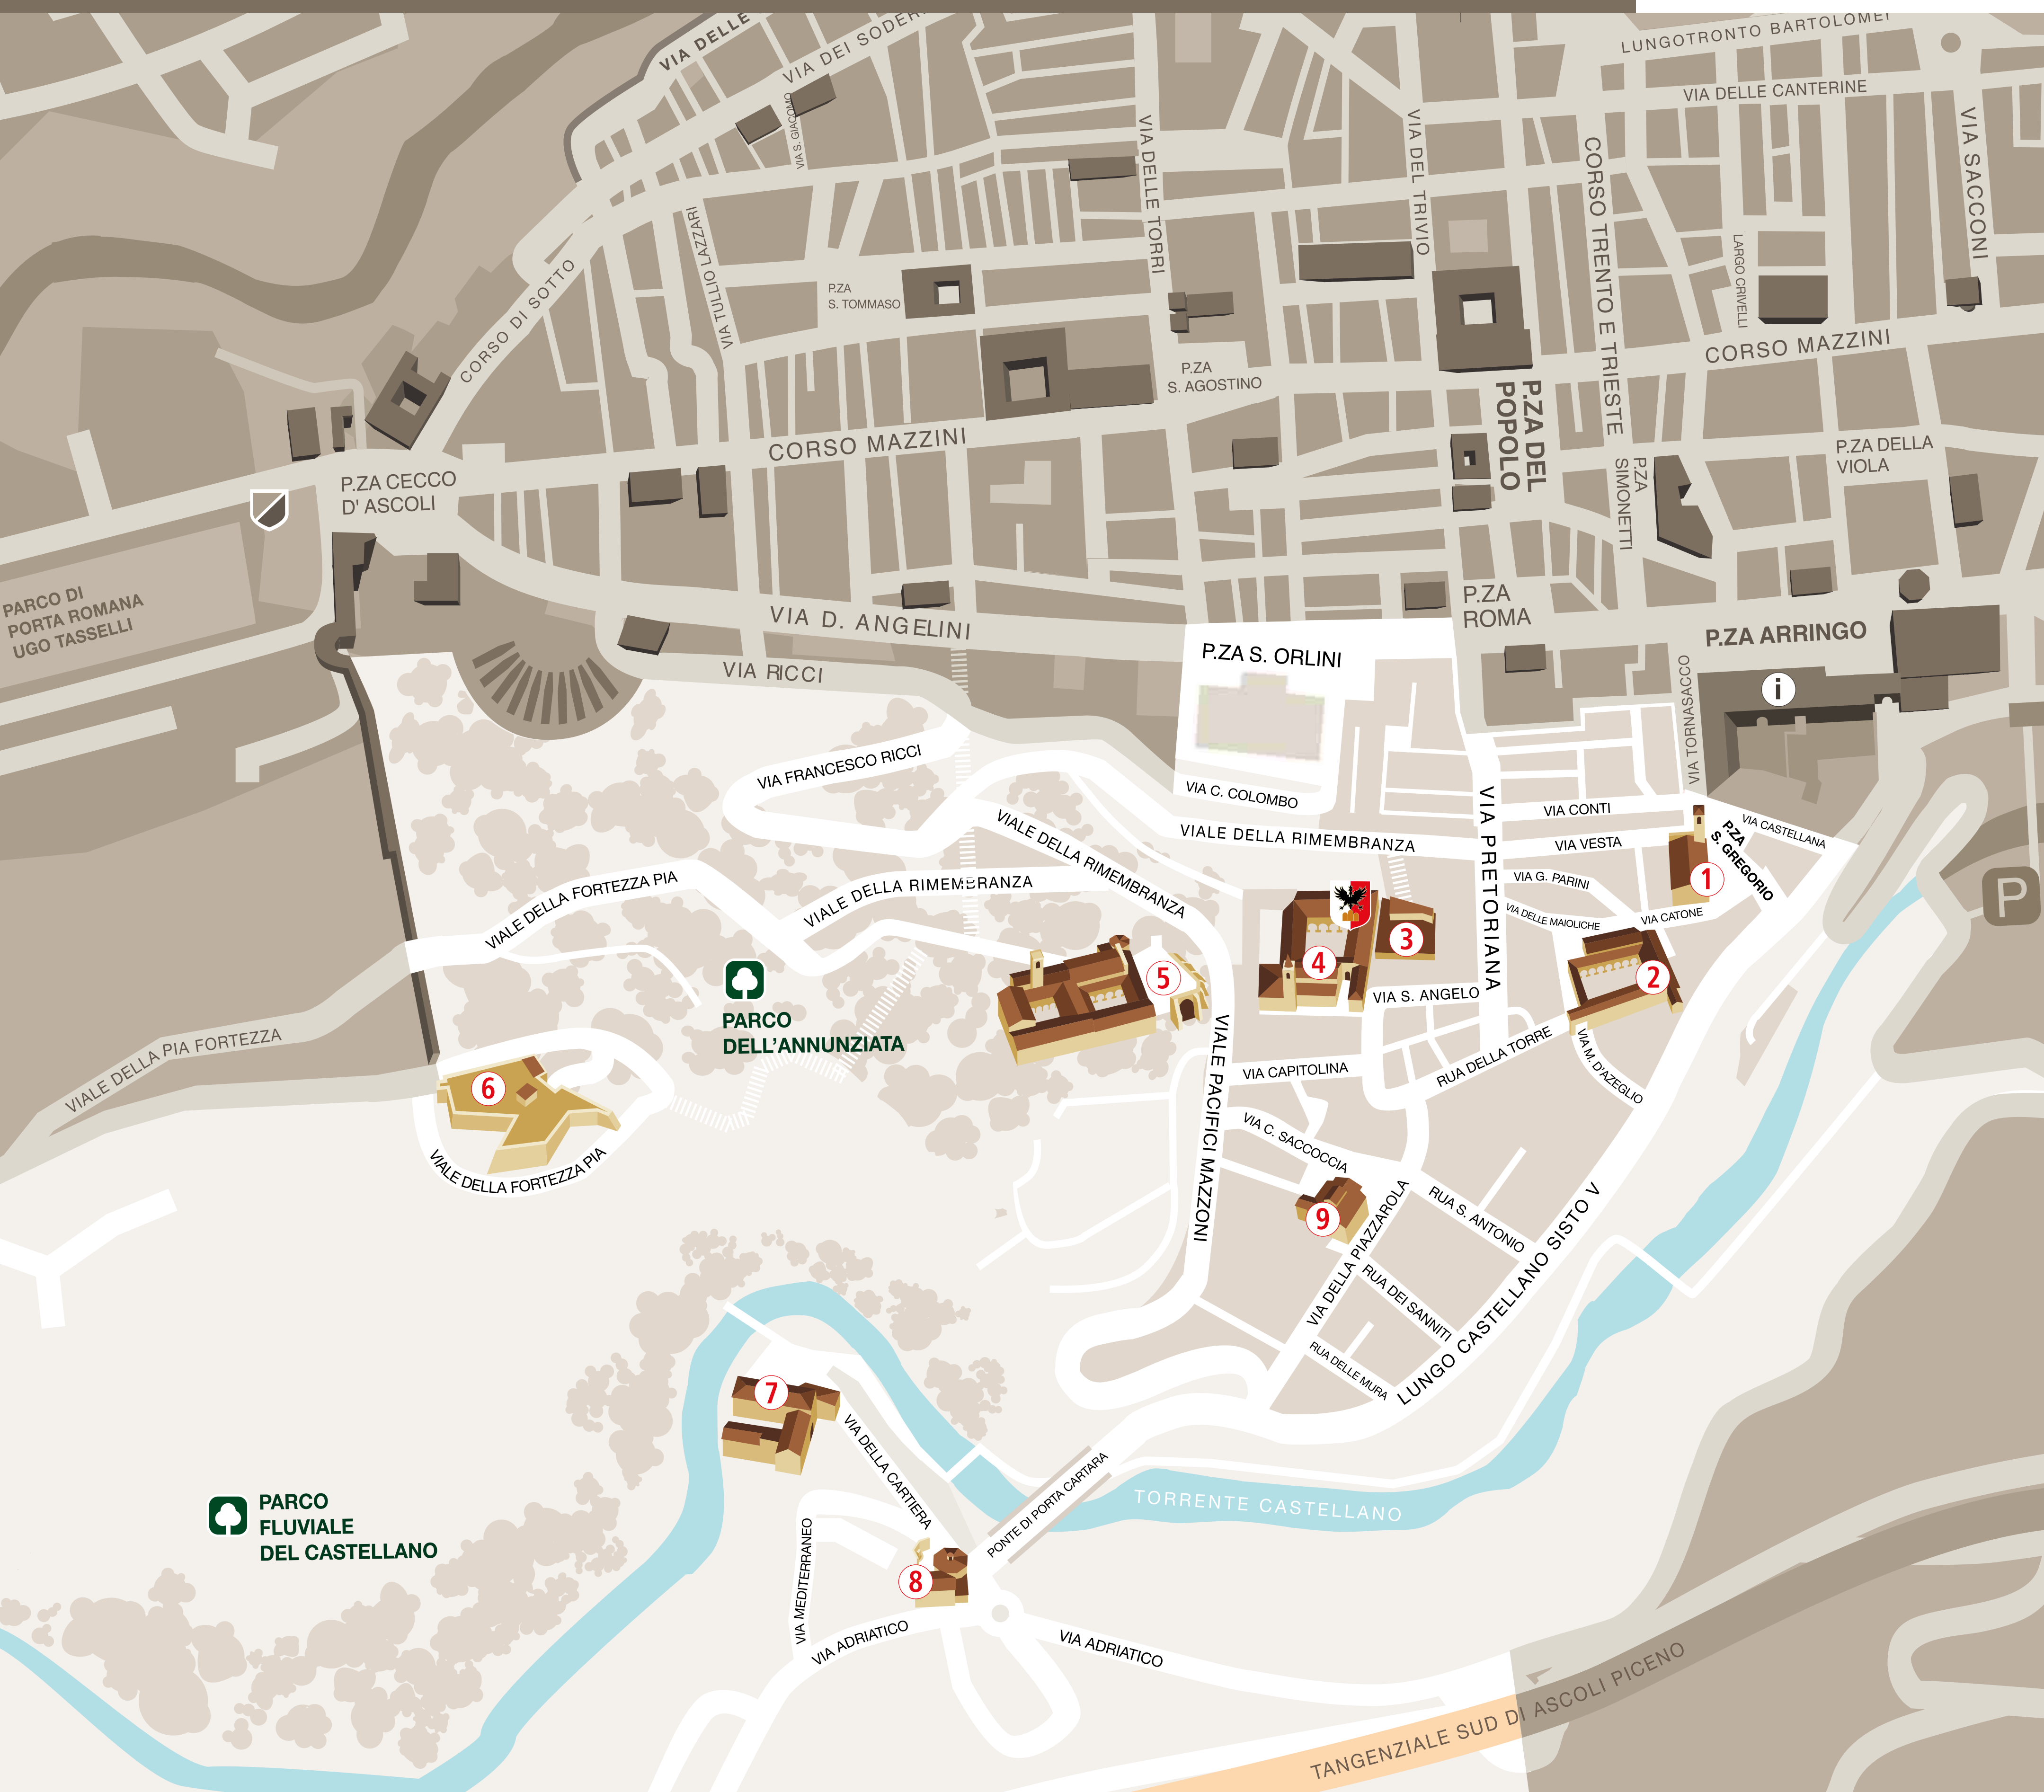 VIA DELLE
VIA DEI SODER
LUNGOTRONTO BARTOLOMEI
VIA DELLE CANTERINE
VIA S. GIACOMO
VIA DELLE TORRI
VIA DEL TRIVIO
CORSO TRENTO E TRIESTE
VIA SACCONI
VIA TULLIO LAZZARI
LARGO CRIVELLI
CORSO DI SOTTO
P.ZA
S. TOMMASO
CORSO MAZZINI
P.ZA
S. AGOSTINO
P.ZA DEL
POPOLO
CORSO MAZZINI
P.ZA DELLA
VIOLA
P.ZA
SIMONETTI
P.ZA CECCO
D' ASCOLI
PARCO DI
PORTA ROMANA
UGO TASSELLI
VIA D. ANGELINI
P.ZA
ROMA
P.ZA ARRINGO
VIA RICCI
P.ZA S. ORLINI
VIA TORNASACCO
i
VIA FRANCESCO RICCI
VIA C. COLOMBO
VIALE DELLA RIMEMBRANZA
VIALE DELLA RIMEMBRANZA
VIA PRETORIANA
VIA CONTI
VIA VESTA
VIA CASTELLANA
P.ZA
S. GREGORIO
1
P
VIALE DELLA FORTEZZA PIA
VIALE DELLA RIMEMBRANZA
VIA G. PARINI
VIA DELLE MAIOLICHE
VIA CATONE
3
4
5
2
PARCO
DELL'ANNUNZIATA
VIA S. ANGELO
VIALE DELLA PIA FORTEZZA
6
VIALE PACIFICI MAZZONI
VIA CAPITOLINA
RUA DELLA TORRE
VIA M. D'AZEGLIO
VIALE DELLA FORTEZZA PIA
VIA C. SACCOCCIA
9
VIA DELLA PIAZZAROLA
RUA S. ANTONIO
RUA DEI SANNITI
RUA DELLE MURA
LUNGO CASTELLANO SISTO V
7
VIA DELLA CARTIERA
PONTE DI PORTA CARTARA
TORRENTE CASTELLANO
PARCO
FLUVIALE
DEL CASTELLANO
VIA MEDITERRANEO
8
VIA ADRIATICO
VIA ADRIATICO
TANGENZIALE SUD DI ASCOLI PICENO